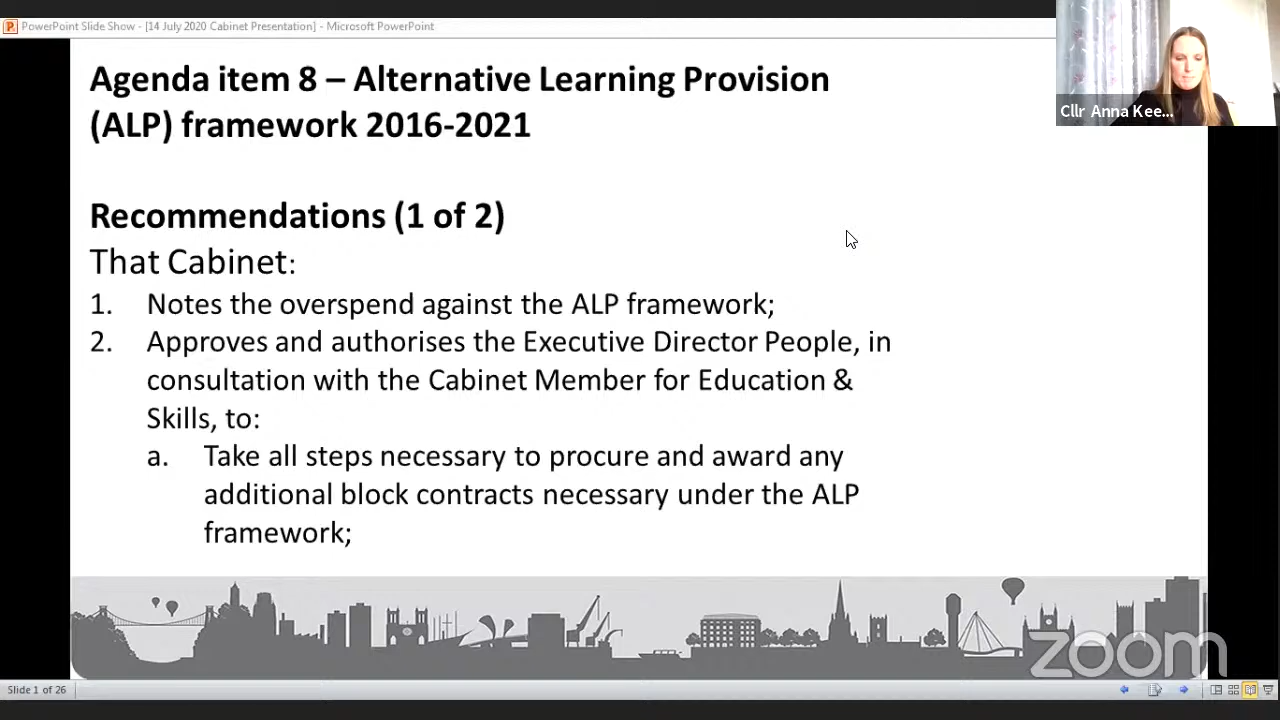 PowerPoint Slide Show - [14 July 2020 Cabinet Presentation] - Microsoft PowerPoint
Cllr Anna Kee...
Agenda item 8 – Alternative Learning Provision
(ALP) framework 2016-2021
Recommendations (1 of 2)
That Cabinet:
1. Notes the overspend against the ALP framework;
2. Approves and authorises the Executive Director People, in
consultation with the Cabinet Member for Education &
Skills, to:
a. Take all steps necessary to procure and award any
additional block contracts necessary under the ALP
framework;
zoom
Slide 1 of 26